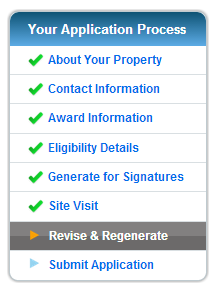 Your Application Process
About Your Property
Contact Information
Award Information
Eligibility Details
Generate for Signatures
Site Visit
Revise & Regenerate
Submit Application